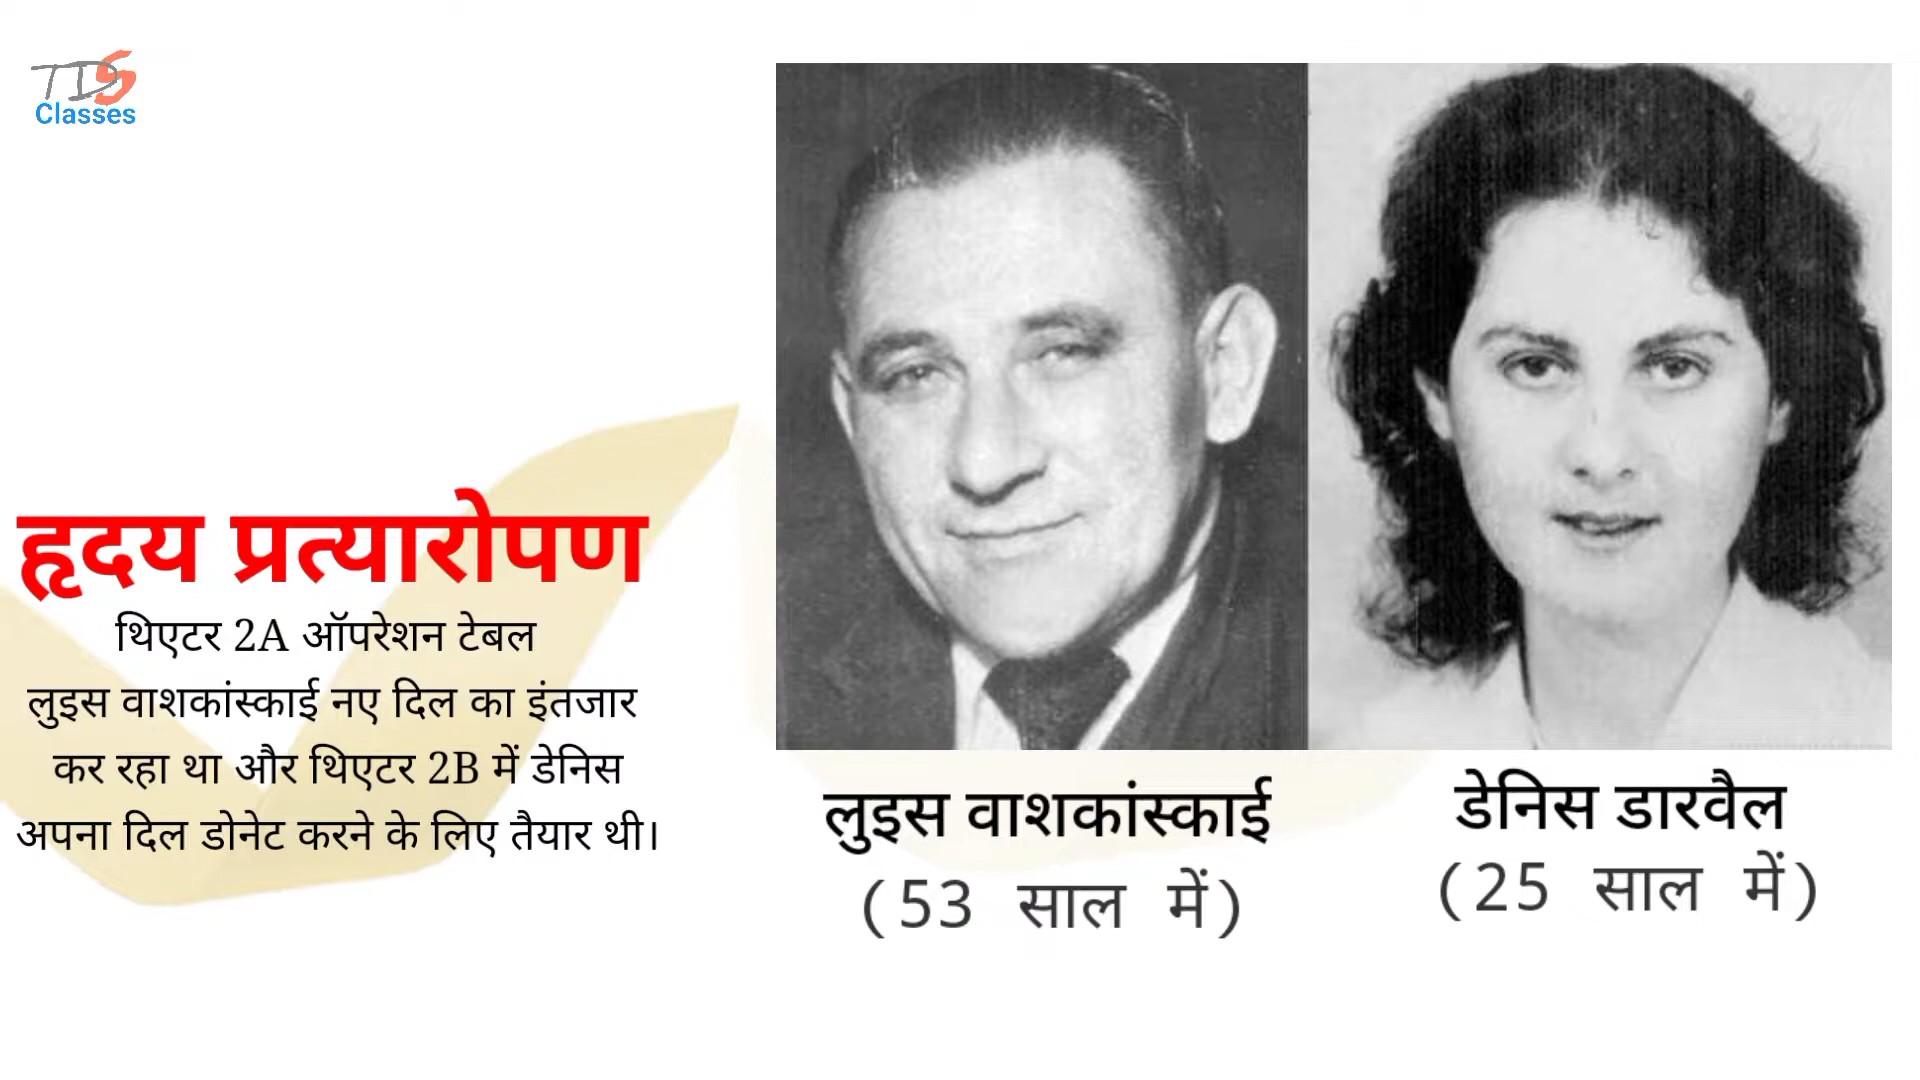 TDS
Classes
हृदय प्रत्यारोपण
थिएटर 2A ऑपरेशन टेबल
लुइस वाशकांस्काई नए दिल का इंतजार
कर रहा था और थिएटर 2B में डेनिस
अपना दिल डोनेट करने के लिए तैयार थी।
लुइस वाशकांस्काई
(53 साल में)
डेनिस डारवैल
(25 साल में)